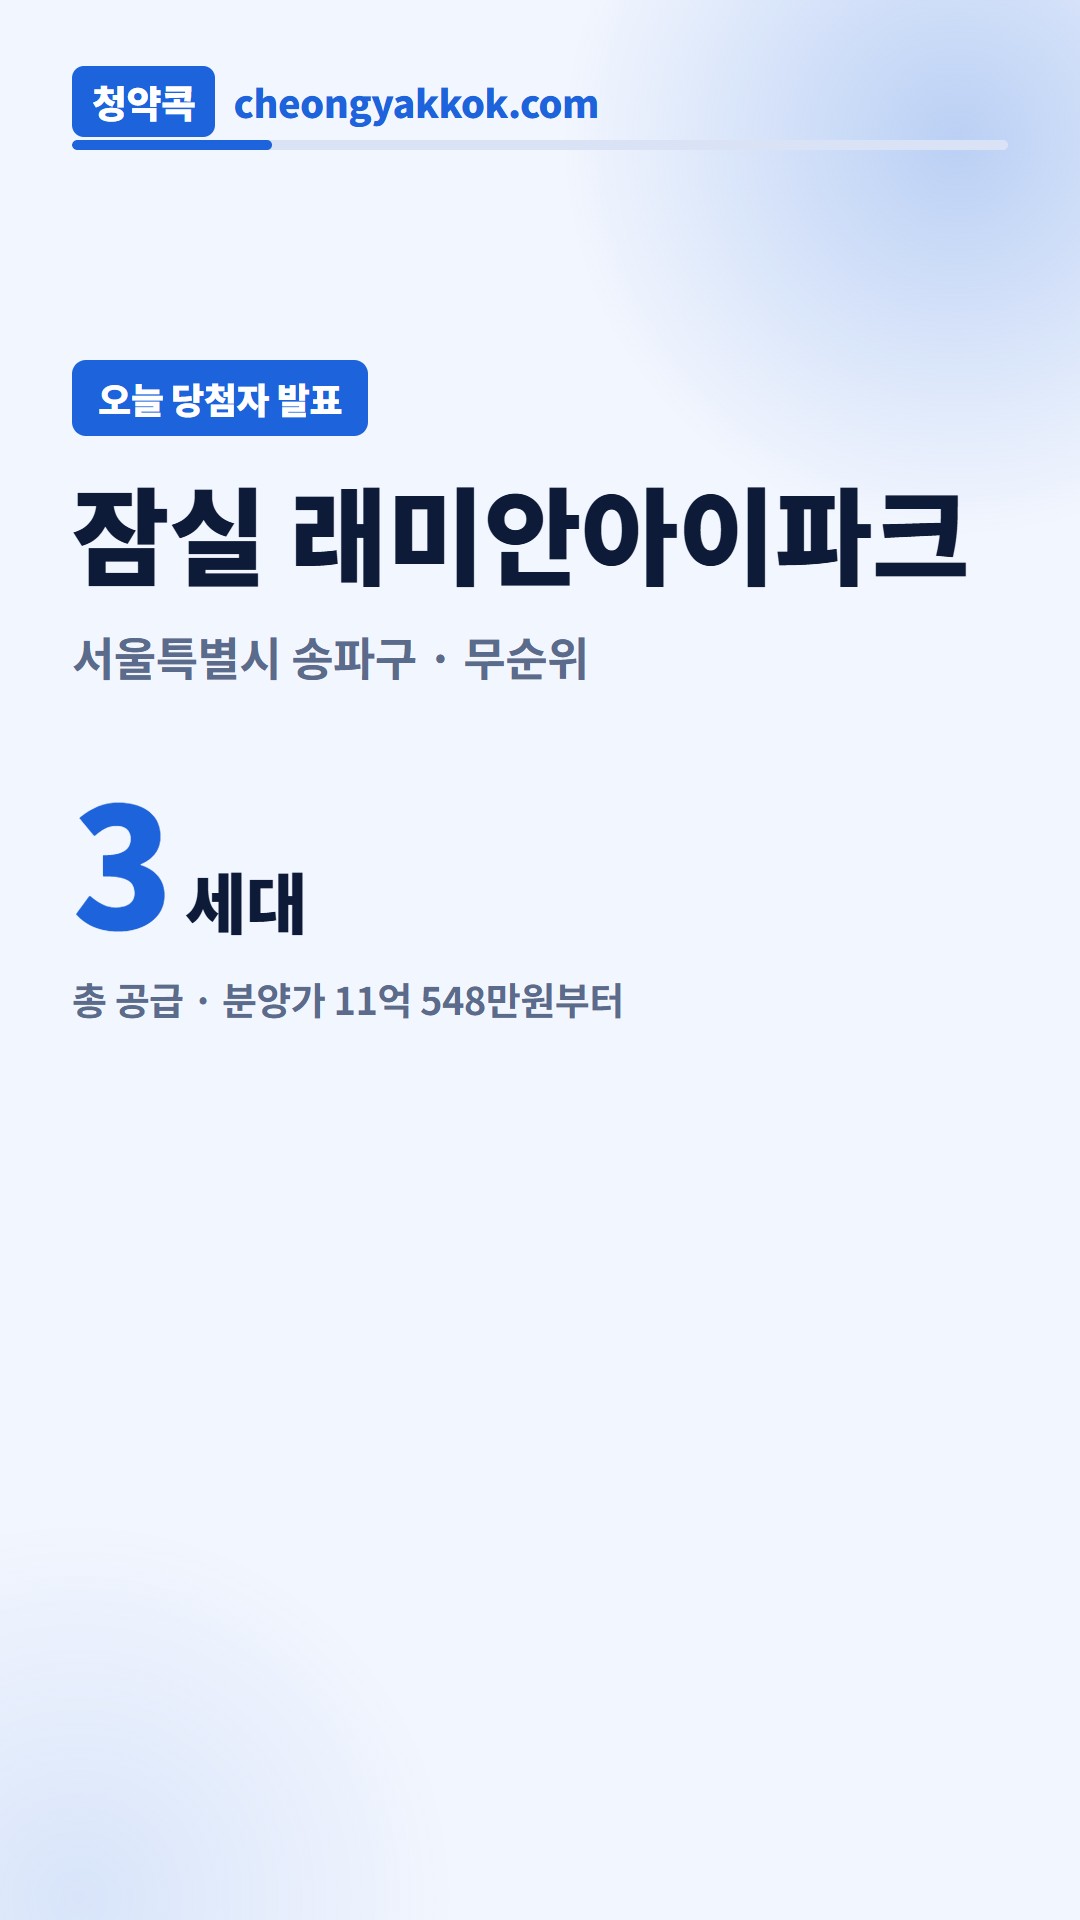 청약콕 cheongyakkok.com
오늘 당첨자 발표
잠실 래미안아이파크
서울특별시 송파구 · 무순위
3 세대
총 공급 · 분양가 11억 548만원부터